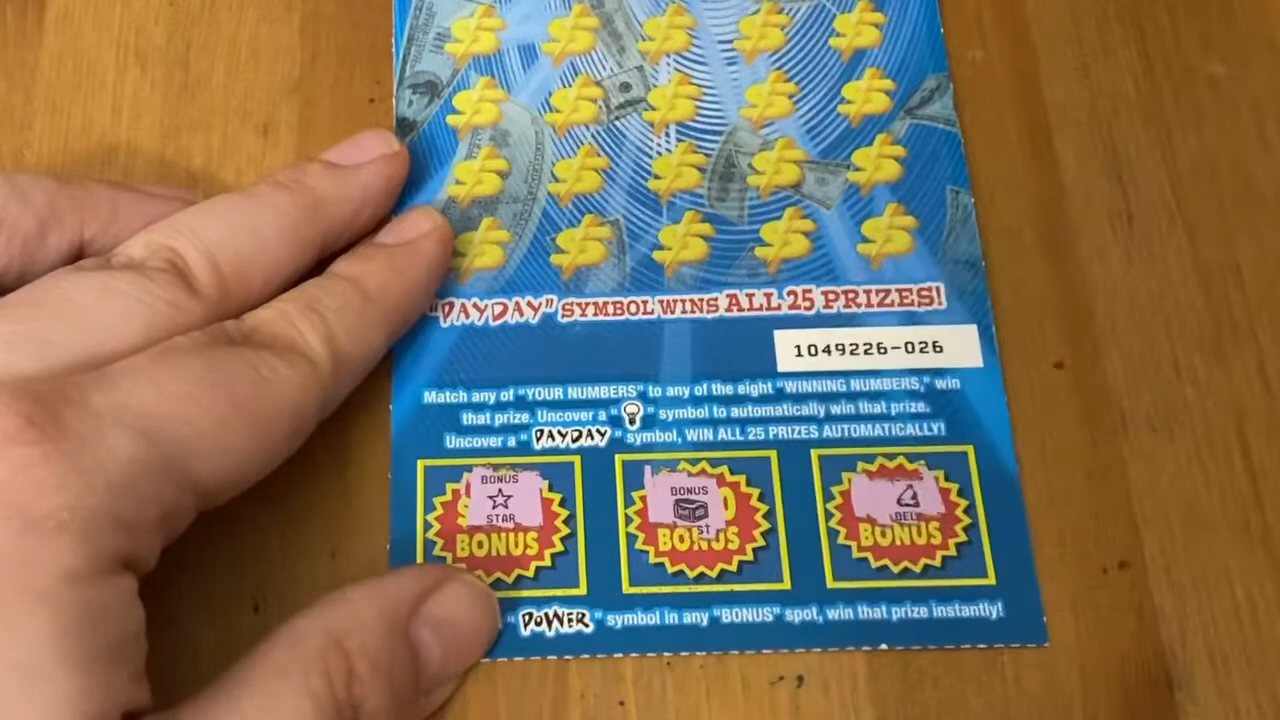 "PAYDAY" SYMBOL WINS ALL 25 PRIZES!
1049226-026
Match any of "YOUR NUMBERS" to any of the eight "WINNING NUMBERS," win
that prize. Uncover a " " symbol to automatically win that prize.
Uncover a " PAYDAY " symbol, WIN ALL 25 PRIZES AUTOMATICALLY!
BONUS
STAR
BONUS
BONUS
BONUS
BONUS
" POWER " symbol in any "BONUS" spot, win that prize instantly!